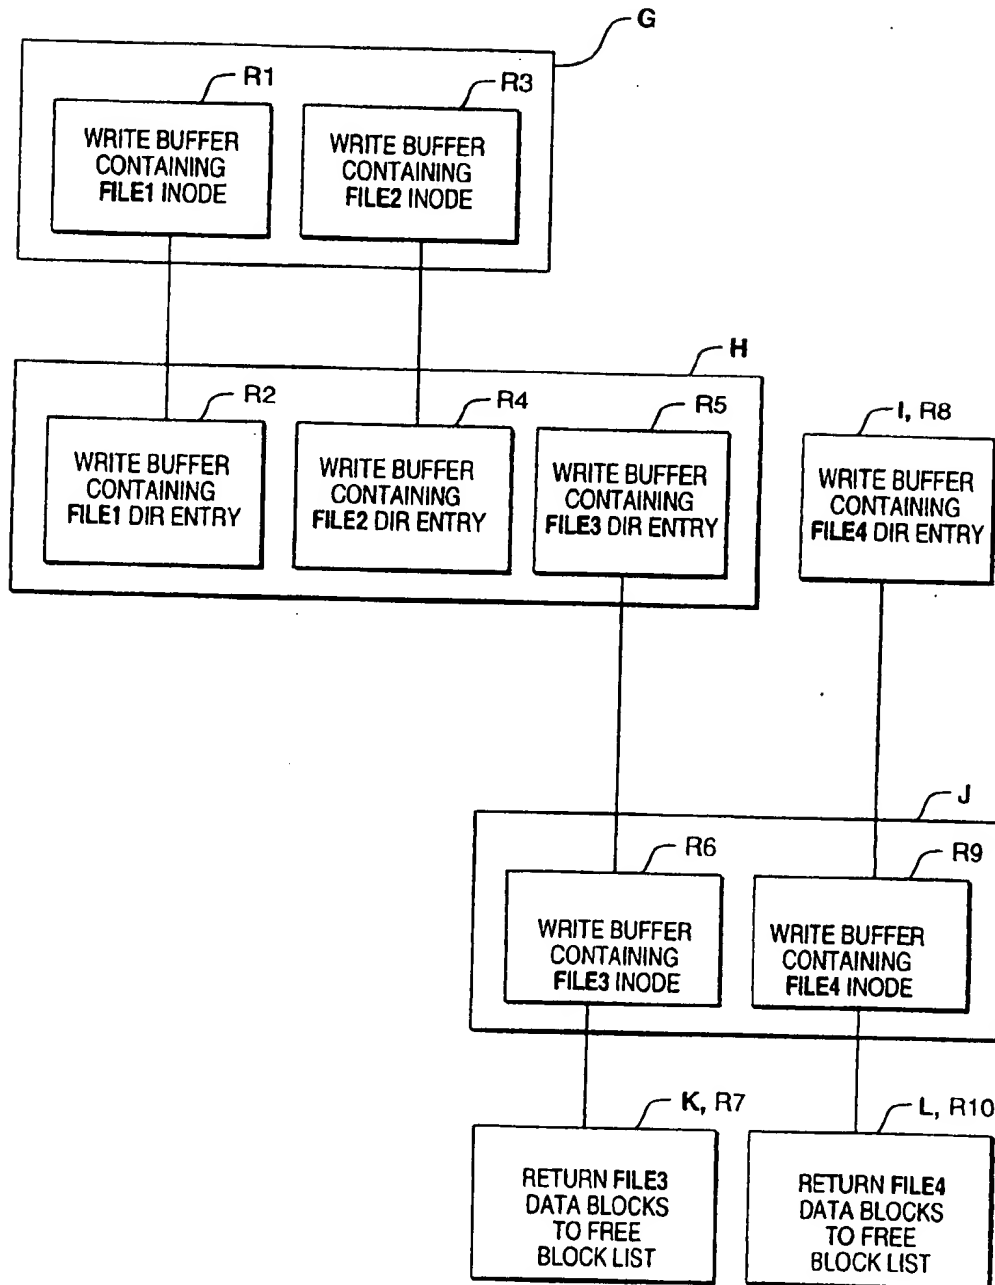 G
R1
R3
WRITE BUFFER
CONTAINING
FILE1 INODE
WRITE BUFFER
CONTAINING
FILE2 INODE
H
R2
R4
R5
I, R8
WRITE BUFFER
CONTAINING
FILE1 DIR ENTRY
WRITE BUFFER
CONTAINING
FILE2 DIR ENTRY
WRITE BUFFER
CONTAINING
FILE3 DIR ENTRY
WRITE BUFFER
CONTAINING
FILE4 DIR ENTRY
J
R6
R9
WRITE BUFFER
CONTAINING
FILE3 INODE
WRITE BUFFER
CONTAINING
FILE4 INODE
K, R7
L, R10
RETURN FILE3
DATA BLOCKS
TO FREE
BLOCK LIST
RETURN FILE4
DATA BLOCKS
TO FREE
BLOCK LIST